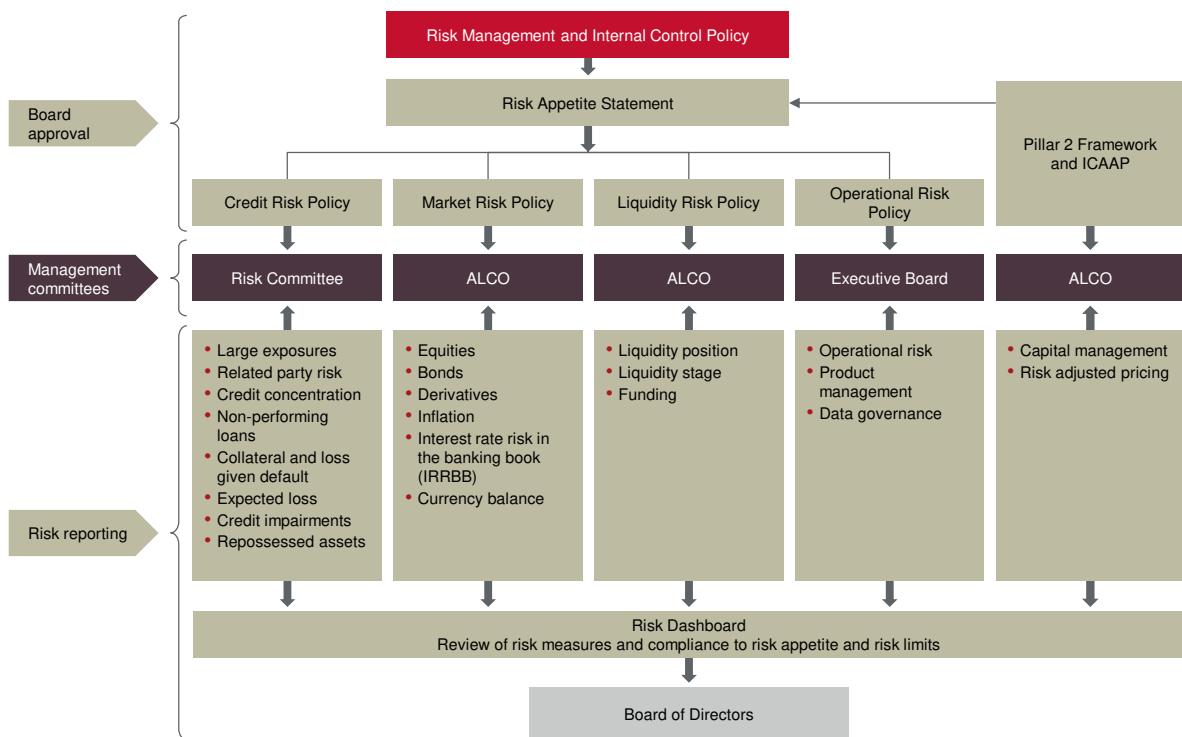 Risk Management and Internal Control Policy
Board
approval
Risk Appetite Statement
Pillar 2 Framework
and ICAAP
Credit Risk Policy
Market Risk Policy
Liquidity Risk Policy
Operational Risk
Policy
Management
committees
Risk Committee
ALCO
ALCO
Executive Board
ALCO
Risk reporting
• Large exposures
• Related party risk
• Credit concentration
• Non-performing
loans
• Collateral and loss
given default
• Expected loss
• Credit impairments
• Repossessed assets
• Equities
• Bonds
• Derivatives
• Inflation
• Interest rate risk in
the banking book
(IRRBB)
• Currency balance
• Liquidity position
• Liquidity stage
• Funding
• Operational risk
• Product
management
• Data governance
• Capital management
• Risk adjusted pricing
Risk Dashboard
Review of risk measures and compliance to risk appetite and risk limits
Board of Directors